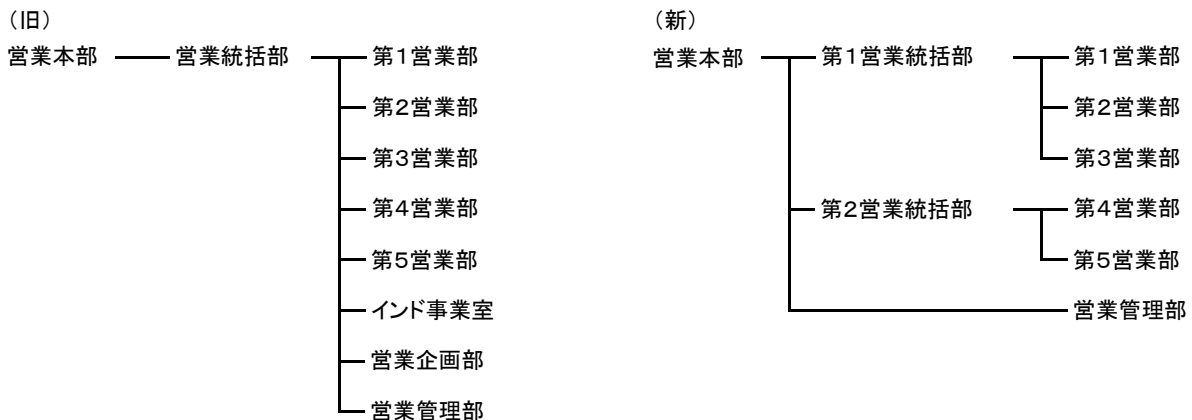 （旧）
営業本部
営業統括部
第１営業部
第２営業部
第３営業部
第４営業部
第５営業部
インド事業室
営業企画部
営業管理部
（新）
営業本部
第１営業統括部
第１営業部
第２営業部
第３営業部
第２営業統括部
第４営業部
第５営業部
営業管理部